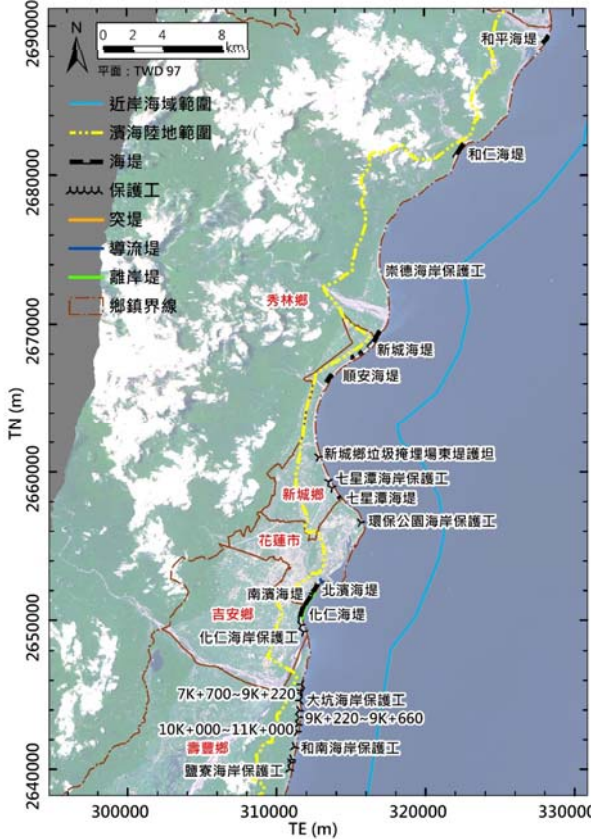 N
0 2 4 8
km
平面：TWD 97
近岸海域範圍
濱海陸地範圍
海堤
保護工
突堤
導流堤
離岸堤
鄉鎮界線
和平海堤
和仁海堤
崇德海岸保護工
秀林鄉
新城海堤
順安海堤
新城鄉垃圾掩埋場東堤護坦
七星潭海岸保護工
新城鄉
七星潭海堤
環保公園海岸保護工
花蓮市
南濱海堤
北濱海堤
吉安鄉
化仁海堤
化仁海岸保護工
7K+700~9K+220
大坑海岸保護工
9K+220~9K+660
10K+000~11K+000
壽豐鄉
和南海岸保護工
鹽寮海岸保護工
TN (m)
2690000
2680000
2670000
2660000
2650000
2640000
300000 310000 320000 330000
TE (m)